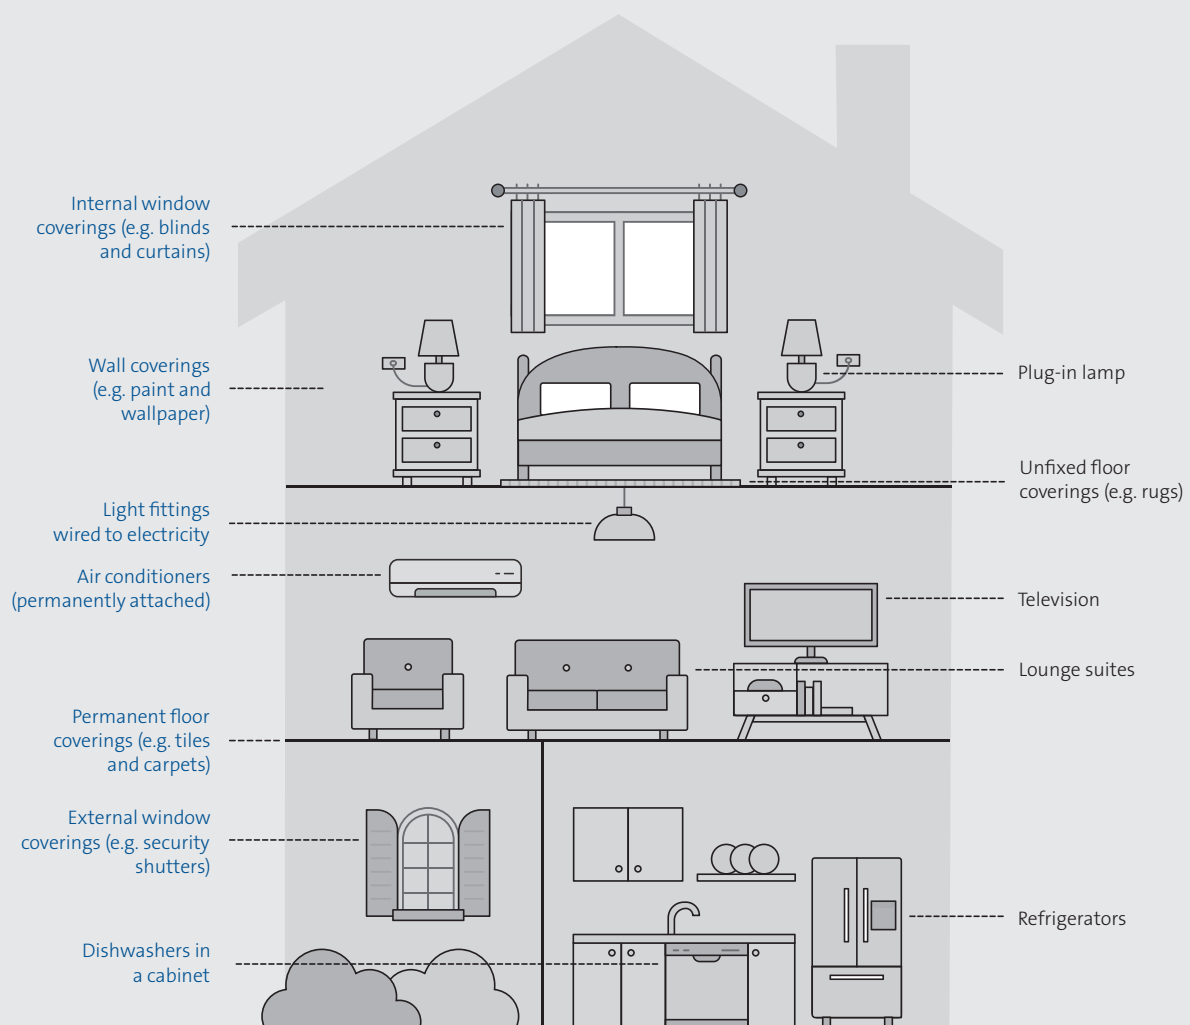 Internal window
coverings (e.g. blinds
and curtains)
Wall coverings
(e.g. paint and
wallpaper)
Light fittings
wired to electricity
Air conditioners
(permanently attached)
Permanent floor
coverings (e.g. tiles
and carpets)
External window
coverings (e.g. security
shutters)
Dishwashers in
a cabinet
Plug-in lamp
Unfixed floor
coverings (e.g. rugs)
Television
Lounge suites
Refrigerators